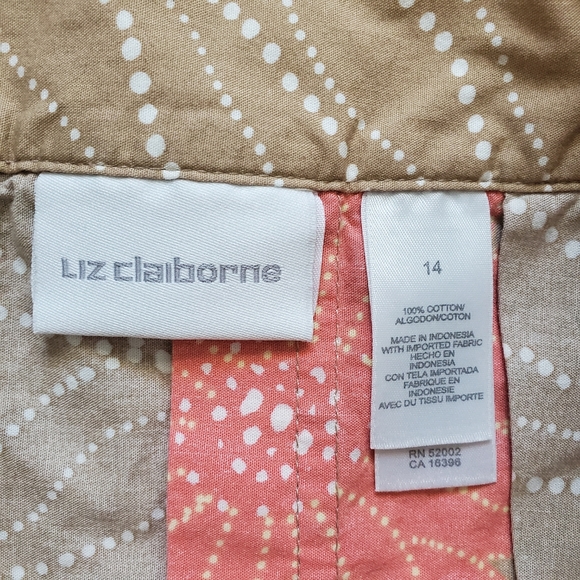 Liz claiborne
14
100% COTTON/
ALGODON/COTON
MADE IN INDONESIA
WITH IMPORTED FABRIC
HECHO EN
INDONESIA
CON TELA IMPORTADA
FABRIQUE EN
INDONESIE
AVEC DU TISSU IMPORTE
RN 52002
CA 16396